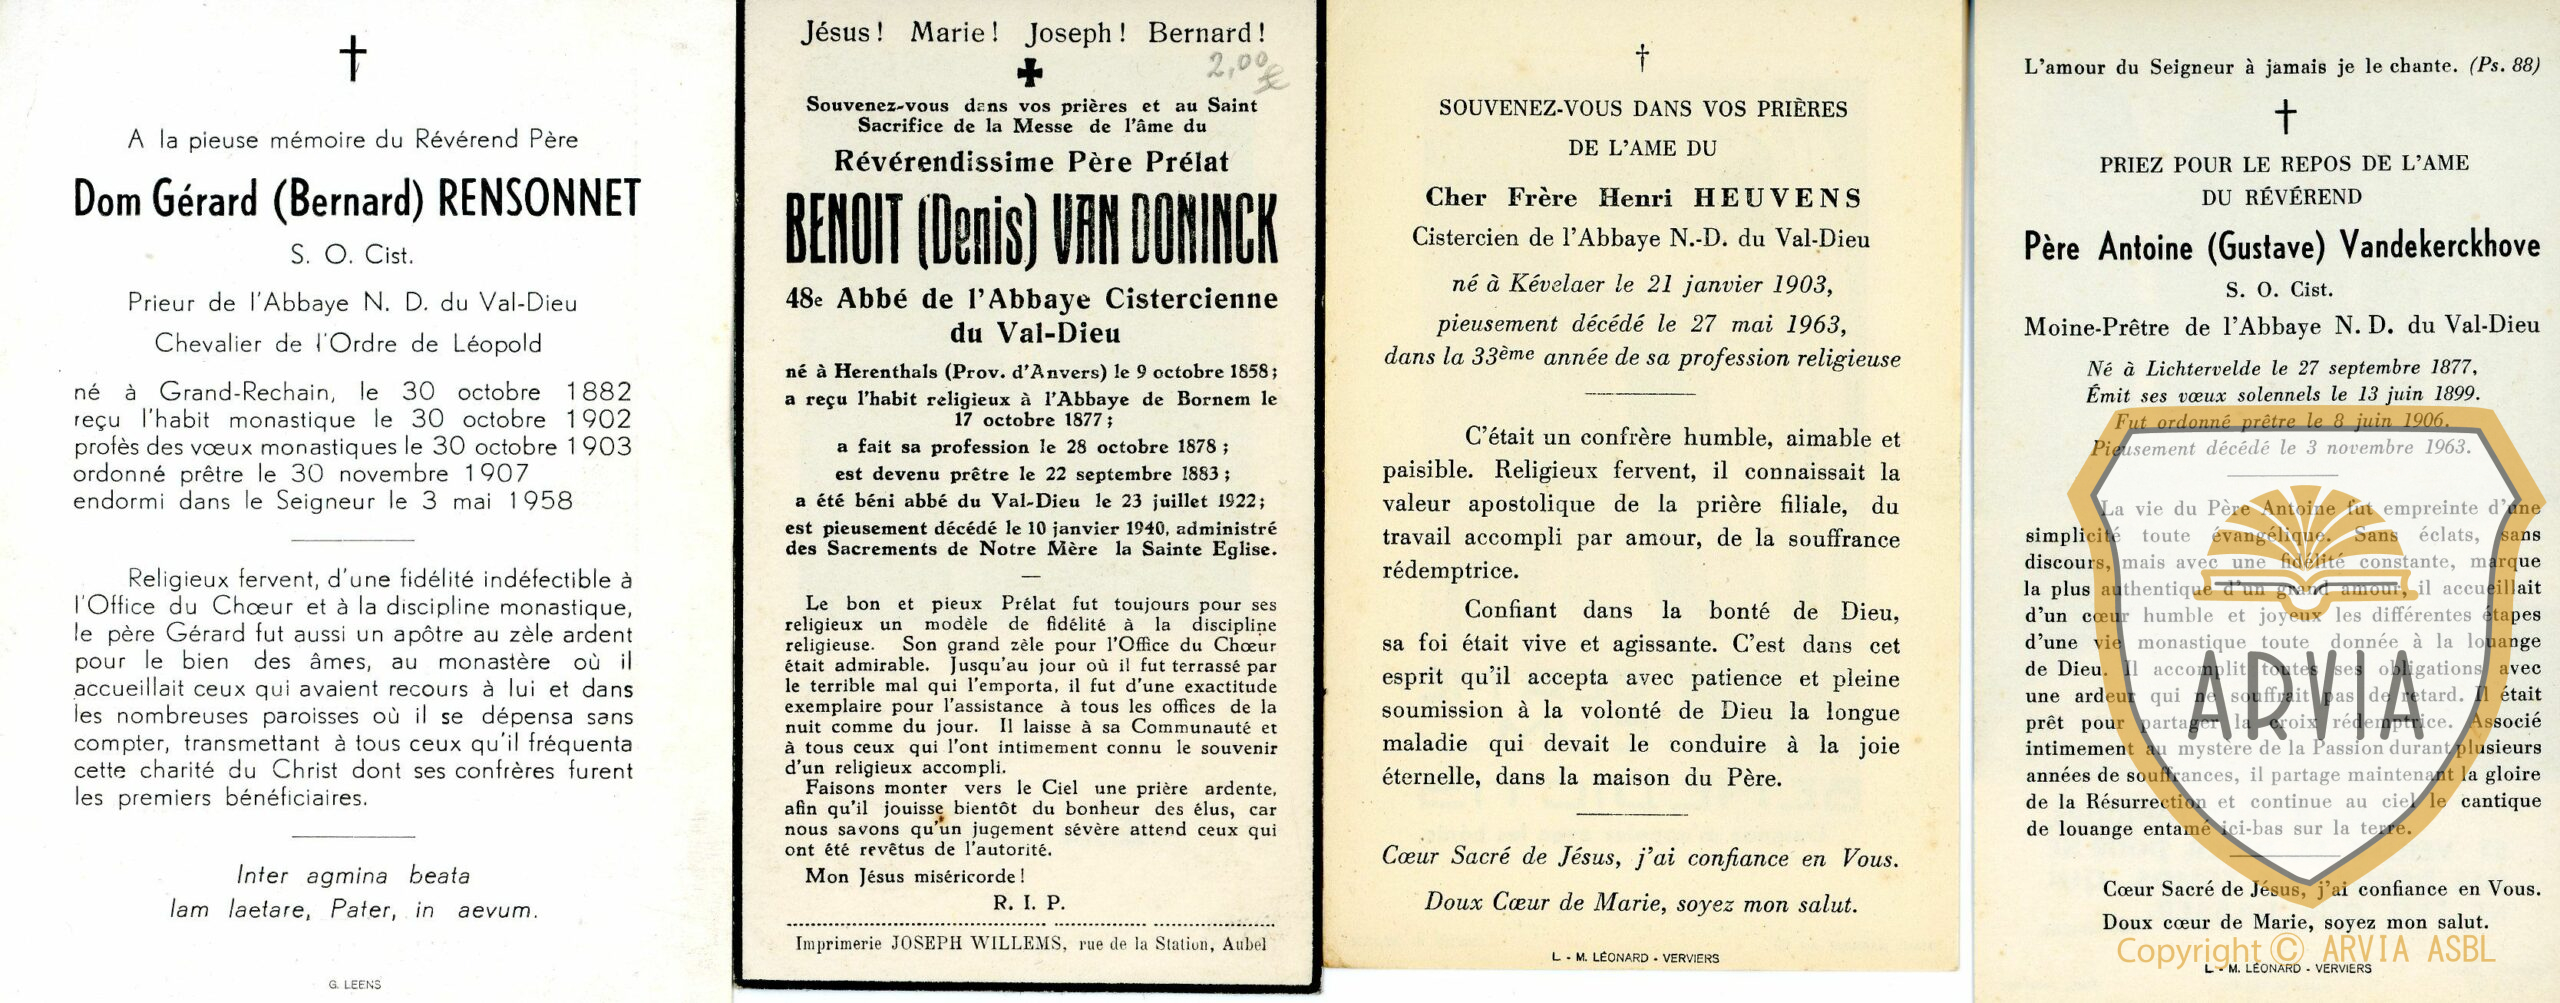 A la pieuse mémoire du Révérend Père
Dom Gérard (Bernard) RENSONNET
S. O. Cist.
Prieur de l'Abbaye N. D. du Val-Dieu
Chevalier de l'Ordre de Léopold
né à Grand-Rechain, le 30 octobre 1882
reçu l'habit monastique le 30 octobre 1902
profès des vœux monastiques le 30 octobre 1903
ordonné prêtre le 30 novembre 1907
endormi dans le Seigneur le 3 mai 1958
Religieux fervent, d'une fidélité indéfectible à
l'Office du Chœur et à la discipline monastique,
le père Gérard fut aussi un apôtre au zèle ardent
pour le bien des âmes, au monastère où il
accueillait ceux qui avaient recours à lui et dans
les nombreuses paroisses où il se dépensa sans
compter, transmettant à tous ceux qu'il fréquenta
cette charité du Christ dont ses confrères furent
les premiers bénéficiaires.
Inter agmina beata
Iam laetare, Pater, in aevum.
G. LEENS
Jésus! Marie! Joseph! Bernard!
2,00 €
Souvenez-vous dans vos prières et au Saint
Sacrifice de la Messe de l'âme du
Révérendissime Père Prélat
BENOIT (Denis) VAN DONINCK
48e Abbé de l'Abbaye Cistercienne
du Val-Dieu
né à Herenthals (Prov. d'Anvers) le 9 octobre 1858;
a reçu l'habit religieux à l'Abbaye de Bornem le
17 octobre 1877;
a fait sa profession le 28 octobre 1878;
est devenu prêtre le 22 septembre 1883;
a été béni abbé du Val-Dieu le 23 juillet 1922;
est pieusement décédé le 10 janvier 1940, administré
des Sacrements de Notre Mère la Sainte Eglise.
Le bon et pieux Prélat fut toujours pour ses
religieux un modèle de fidélité à la discipline
religieuse. Son grand zèle pour l'Office du Chœur
était admirable. Jusqu'au jour où il fut terrassé par
le terrible mal qui l'emporta, il fut d'une exactitude
exemplaire pour l'assistance à tous les offices de la
nuit comme du jour. Il laisse à sa Communauté et
à tous ceux qui l'ont intimement connu le souvenir
d'un religieux accompli.
Faisons monter vers le Ciel une prière ardente,
afin qu'il jouisse bientôt du bonheur des élus, car
nous savons qu'un jugement sévère attend ceux qui
ont été revêtus de l'autorité.
Mon Jésus miséricorde!
R. I. P.
Imprimerie JOSEPH WILLEMS, rue de la Station, Aubel
SOUVENEZ-VOUS DANS VOS PRIÈRES
DE L'AME DU
Cher Frère Henri HEUVENS
Cistercien de l'Abbaye N.-D. du Val-Dieu
né à Kévelaer le 21 janvier 1903,
pieusement décédé le 27 mai 1963,
dans la 33ème année de sa profession religieuse
C'était un confrère humble, aimable et
paisible. Religieux fervent, il connaissait la
valeur apostolique de la prière filiale, du
travail accompli par amour, de la souffrance
rédemptrice.
Confiant dans la bonté de Dieu,
sa foi était vive et agissante. C'est dans cet
esprit qu'il accepta avec patience et pleine
soumission à la volonté de Dieu la longue
maladie qui devait le conduire à la joie
éternelle, dans la maison du Père.
Cœur Sacré de Jésus, j'ai confiance en Vous.
Doux Cœur de Marie, soyez mon salut.
L. - M. LÉONARD - VERVIERS
L'amour du Seigneur à jamais je le chante. (Ps. 88)
PRIEZ POUR LE REPOS DE L'AME
DU RÉVÉREND
Père Antoine (Gustave) Vandekerckhove
S. O. Cist.
Moine-Prêtre de l'Abbaye N. D. du Val-Dieu
Né à Lichtervelde le 27 septembre 1877,
Émit ses vœux solennels le 13 juin 1899.
Fut ordonné prêtre le 8 juin 1906.
Pieusement décédé le 3 novembre 1963.
La vie du Père Antoine fut empreinte d'une
simplicité toute évangélique. Sans éclats, sans
discours, mais avec une fidélité constante, marque
la plus authentique d'un grand amour, il accueillait
d'un cœur humble et joyeux les différentes étapes
d'une vie monastique toute donnée à la louange
de Dieu. Il accomplit toutes ses obligations avec
une ardeur qui ne souffrait pas de retard. Il était
prêt pour partager la croix rédemptrice. Associé
intimement au mystère de la Passion durant plusieurs
années de souffrances, il partage maintenant la gloire
de la Résurrection et continue au ciel le cantique
de louange entamé ici-bas sur la terre.
Cœur Sacré de Jésus, j'ai confiance en Vous.
Doux cœur de Marie, soyez mon salut.
L. - M. LÉONARD - VERVIERS
ARVIA
Copyright © ARVIA ASBL